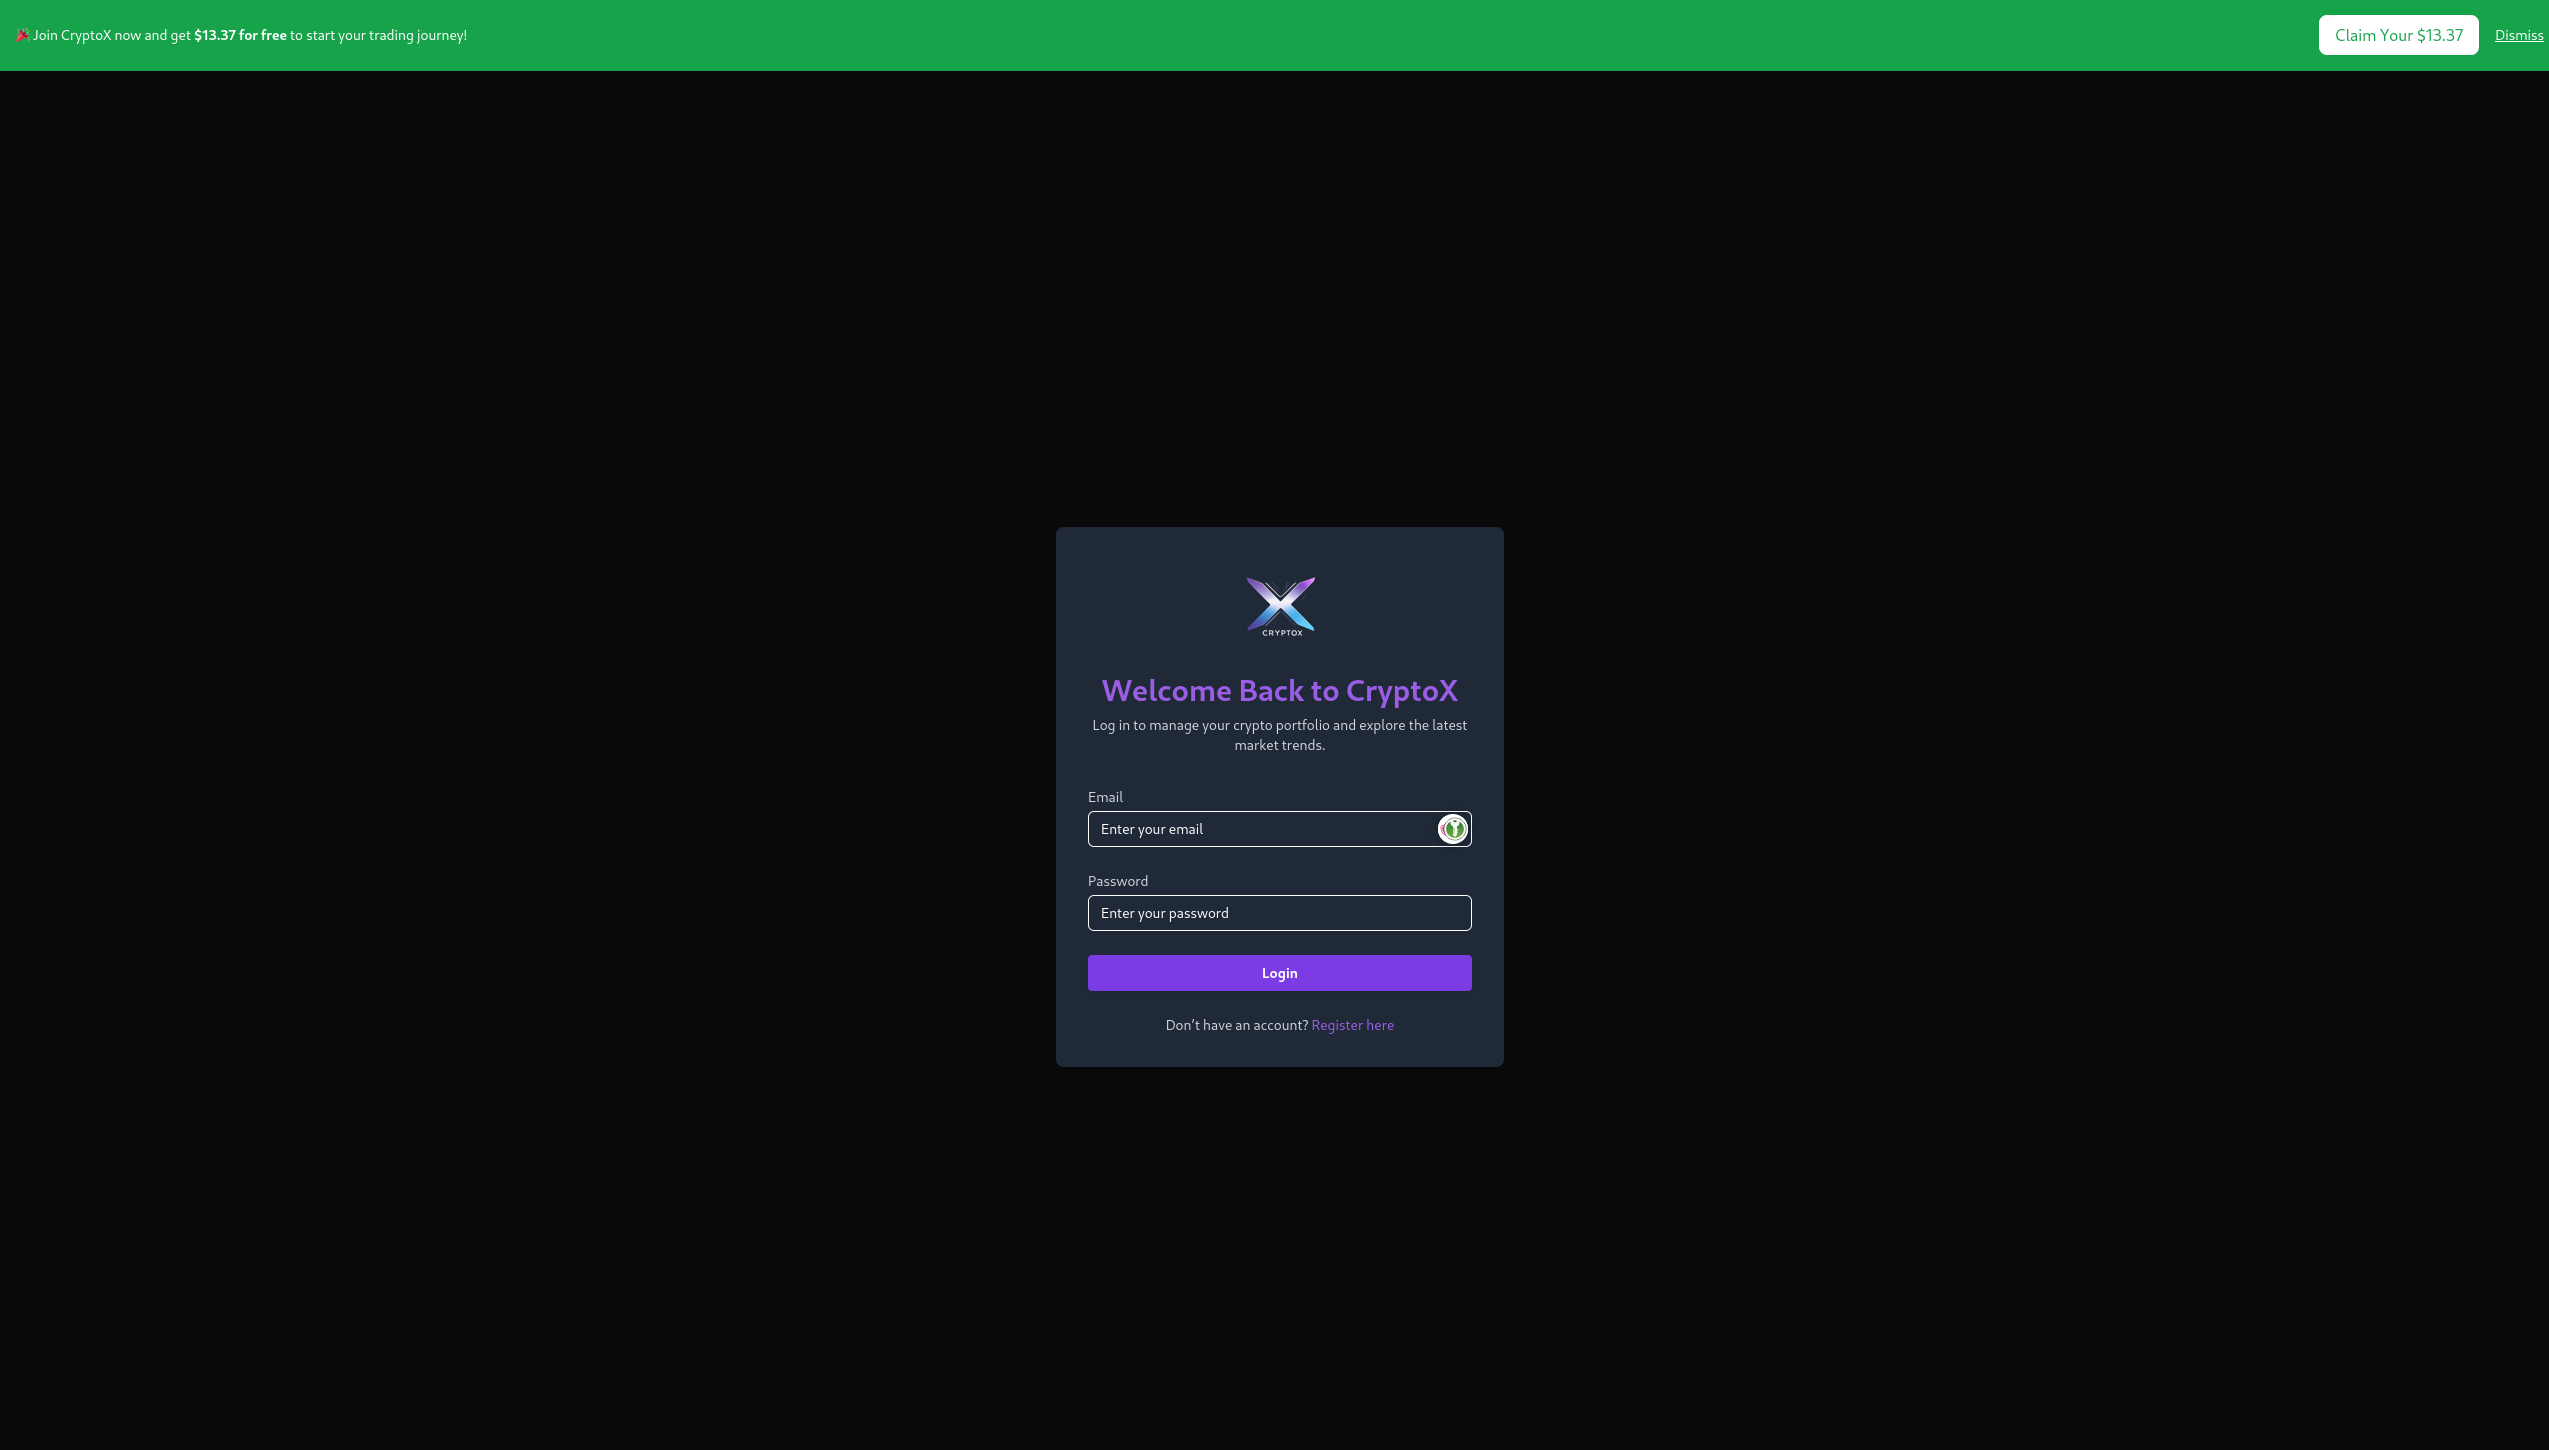 🎉 Join CryptoX now and get $13.37 for free to start your trading journey!
Claim Your $13.37
Dismiss
CRYPTOX
Welcome Back to CryptoX
Log in to manage your crypto portfolio and explore the latest
market trends.
Email
Enter your email
Password
Enter your password
Login
Don't have an account? Register here